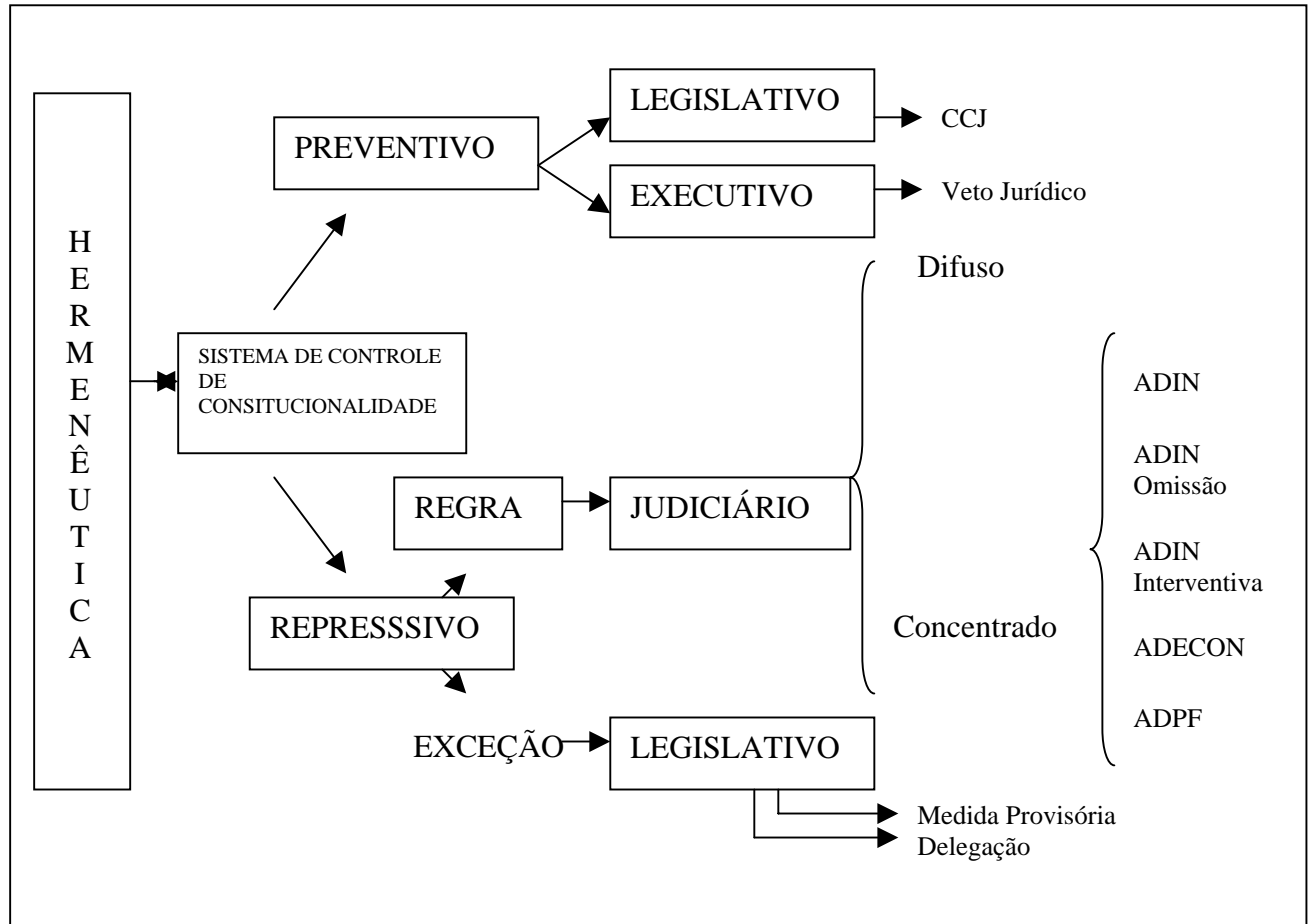 H
E
R
M
E
N
Ê
U
T
I
C
A
SISTEMA DE CONTROLE
DE
CONSITUCIONALIDADE
PREVENTIVO
LEGISLATIVO
CCJ
EXECUTIVO
Veto Jurídico
REPRESSSIVO
REGRA
JUDICIÁRIO
Difuso
Concentrado
ADIN
ADIN
Omissão
ADIN
Interventiva
ADECON
ADPF
EXCEÇÃO
LEGISLATIVO
Medida Provisória
Delegação